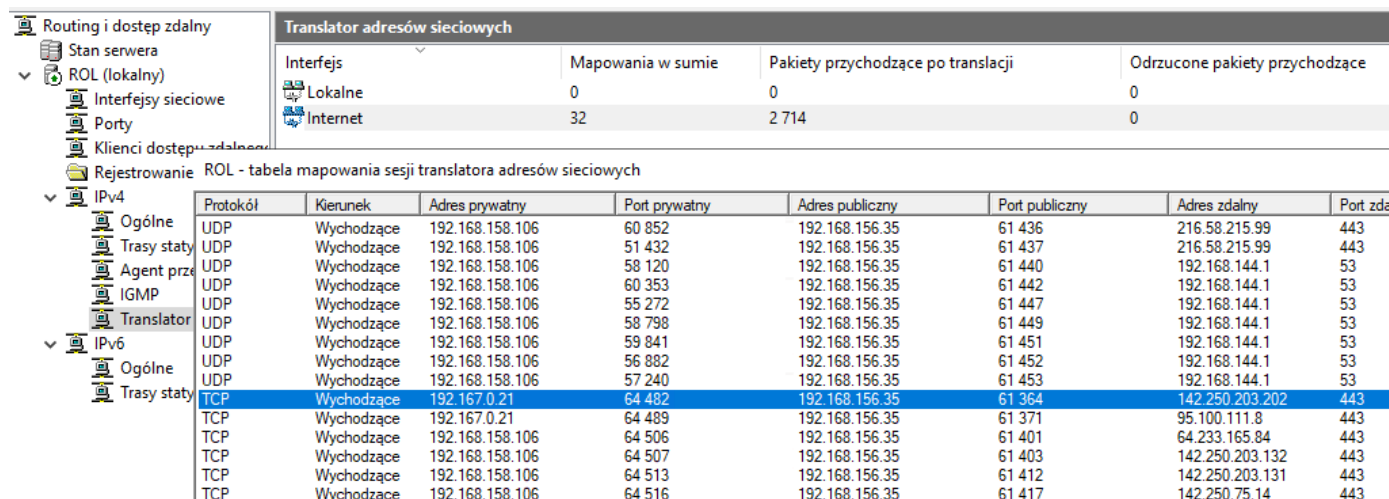 Routing i dostęp zdalny
Stan serwera
ROL (lokalny)
Interfejsy sieciowe
Porty
Klienci dostępu zdalnego
Rejestrowanie
IPv4
Ogólne
Trasy staty
Agent prze
IGMP
Translator
IPv6
Ogólne
Trasy staty
Translator adresów sieciowych
Interfejs Mapowania w sumie Pakiety przychodzące po translacji Odrzucone pakiety przychodzące
Lokalne 0 0 0
Internet 32 2 714 0
ROL - tabela mapowania sesji translatora adresów sieciowych
Protokół Kierunek Adres prywatny Port prywatny Adres publiczny Port publiczny Adres zdalny Port zda
UDP Wychodzące 192.168.158.106 60 852 192.168.156.35 61 436 216.58.215.99 443
UDP Wychodzące 192.168.158.106 51 432 192.168.156.35 61 437 216.58.215.99 443
UDP Wychodzące 192.168.158.106 58 120 192.168.156.35 61 440 192.168.144.1 53
UDP Wychodzące 192.168.158.106 60 353 192.168.156.35 61 442 192.168.144.1 53
UDP Wychodzące 192.168.158.106 55 272 192.168.156.35 61 447 192.168.144.1 53
UDP Wychodzące 192.168.158.106 58 798 192.168.156.35 61 449 192.168.144.1 53
UDP Wychodzące 192.168.158.106 59 841 192.168.156.35 61 451 192.168.144.1 53
UDP Wychodzące 192.168.158.106 56 882 192.168.156.35 61 452 192.168.144.1 53
UDP Wychodzące 192.168.158.106 57 240 192.168.156.35 61 453 192.168.144.1 53
TCP Wychodzące 192.167.0.21 64 482 192.168.156.35 61 364 142.250.203.202 443
TCP Wychodzące 192.167.0.21 64 489 192.168.156.35 61 371 95.100.111.8 443
TCP Wychodzące 192.168.158.106 64 506 192.168.156.35 61 401 64.233.165.84 443
TCP Wychodzące 192.168.158.106 64 507 192.168.156.35 61 403 142.250.203.132 443
TCP Wychodzące 192.168.158.106 64 513 192.168.156.35 61 412 142.250.203.131 443
TCP Wychodzące 192.168.158.106 64 516 192.168.156.35 61 417 142.250.75.14 443